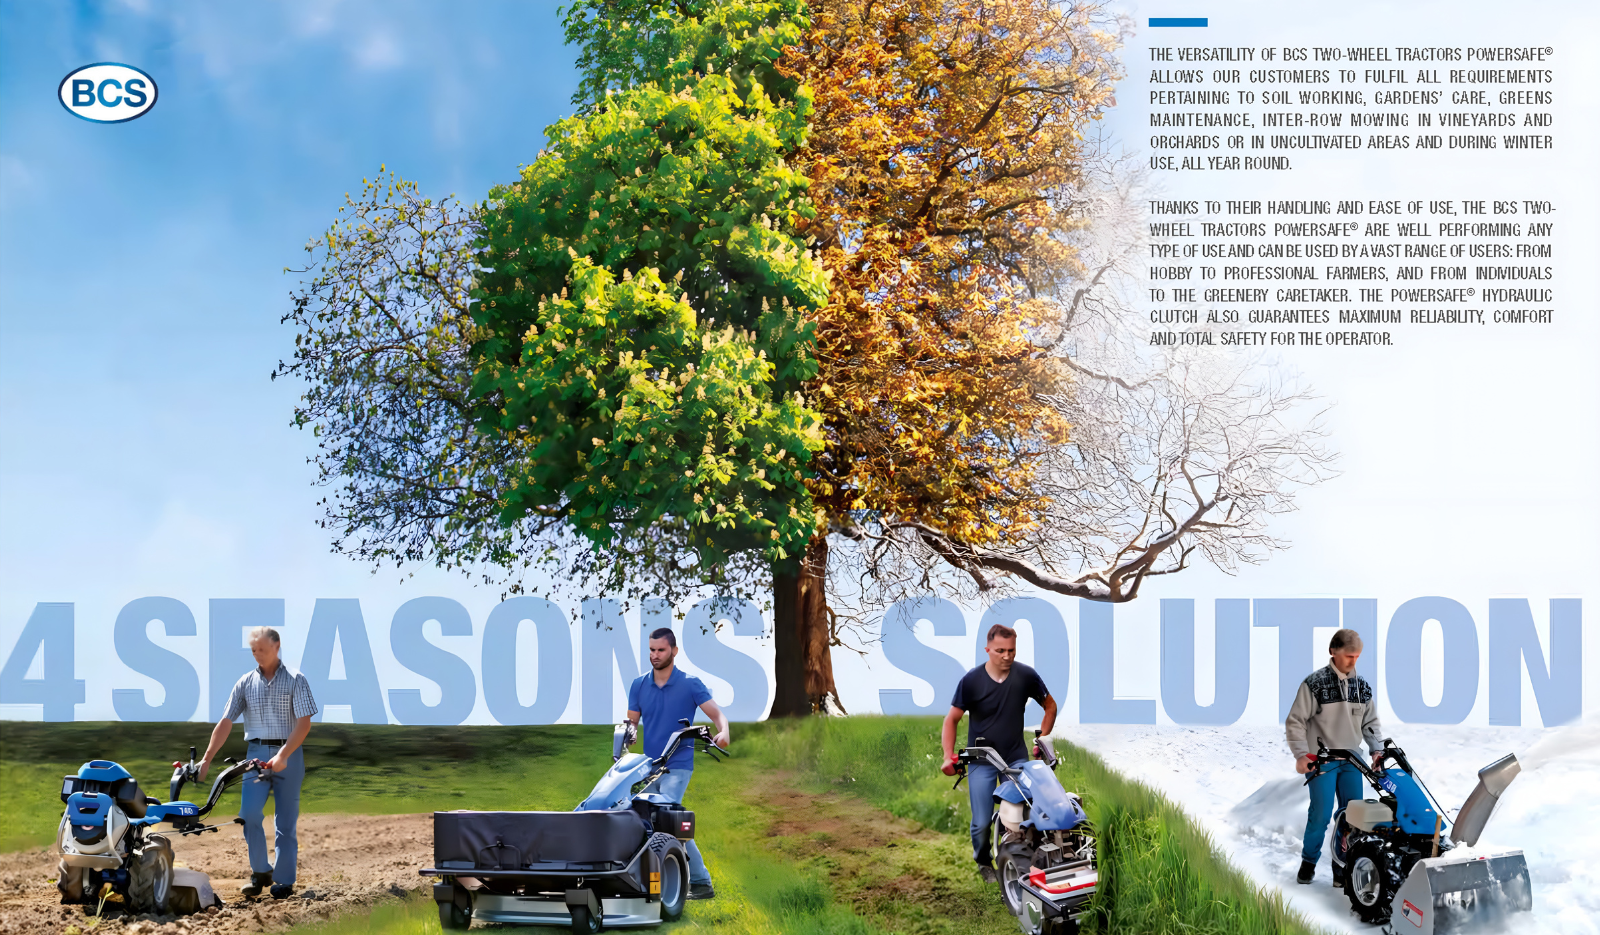 BCS
THE VERSATILITY OF BCS TWO-WHEEL TRACTORS POWERSAFE®
ALLOWS OUR CUSTOMERS TO FULFIL ALL REQUIREMENTS
PERTAINING TO SOIL WORKING, GARDENS' CARE, GREENS
MAINTENANCE, INTER-ROW MOWING IN VINEYARDS AND
ORCHARDS OR IN UNCULTIVATED AREAS AND DURING WINTER
USE, ALL YEAR ROUND.
THANKS TO THEIR HANDLING AND EASE OF USE, THE BCS TWO-
WHEEL TRACTORS POWERSAFE® ARE WELL PERFORMING ANY
TYPE OF USE AND CAN BE USED BY A VAST RANGE OF USERS: FROM
HOBBY TO PROFESSIONAL FARMERS, AND FROM INDIVIDUALS
TO THE GREENERY CARETAKER. THE POWERSAFE® HYDRAULIC
CLUTCH ALSO GUARANTEES MAXIMUM RELIABILITY, COMFORT
AND TOTAL SAFETY FOR THE OPERATOR.
4 SEASONS SOLUTION
740